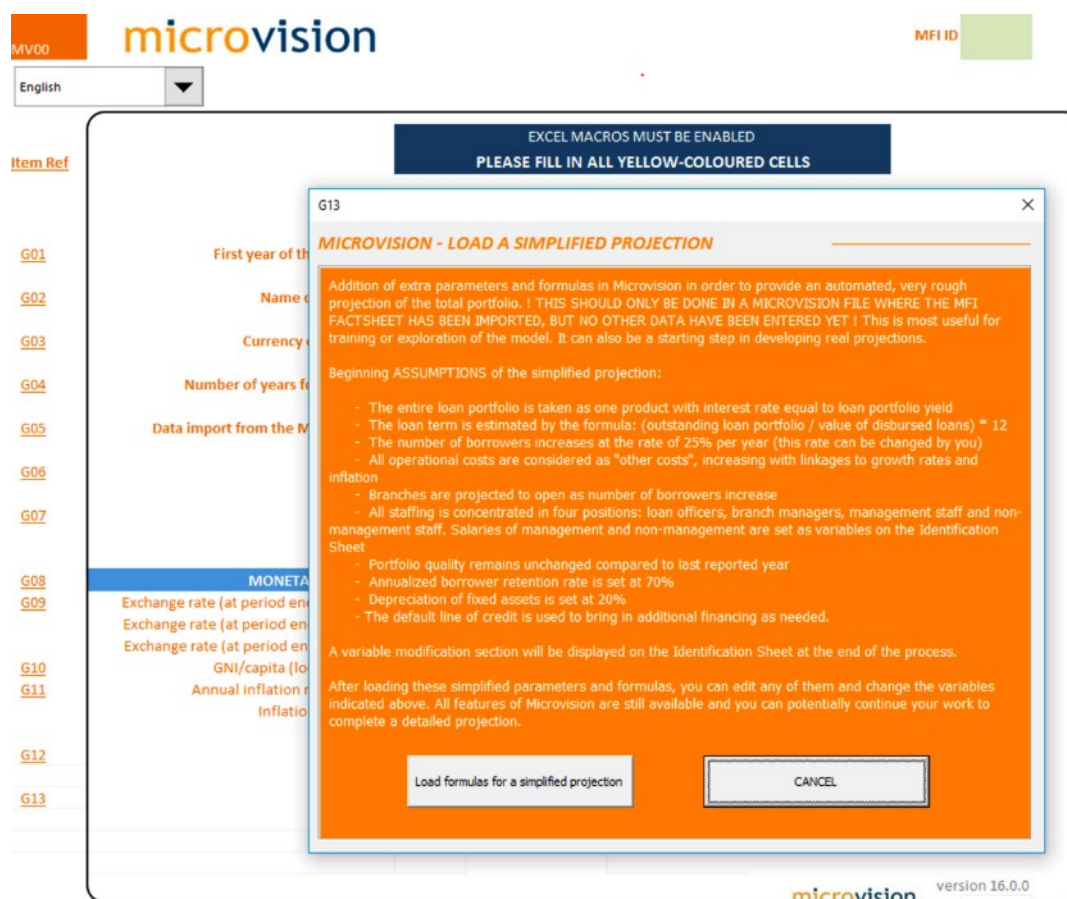 MV00
microvision
MFI ID
English
EXCEL MACROS MUST BE ENABLED
PLEASE FILL IN ALL YELLOW-COLOURED CELLS
Item Ref
G13
MICROVISION - LOAD A SIMPLIFIED PROJECTION
Addition of extra parameters and formulas in Microvision in order to provide an automated, very rough
projection of the total portfolio. ! THIS SHOULD ONLY BE DONE IN A MICROVISION FILE WHERE THE MFI
FACTSHEET HAS BEEN IMPORTED, BUT NO OTHER DATA HAVE BEEN ENTERED YET ! This is most useful for
training or exploration of the model. It can also be a starting step in developing real projections.
Beginning ASSUMPTIONS of the simplified projection:
- The entire loan portfolio is taken as one product with interest rate equal to loan portfolio yield
- The loan term is estimated by the formula: (outstanding loan portfolio / value of disbursed loans) * 12
- The number of borrowers increases at the rate of 25% per year (this rate can be changed by you)
- All operational costs are considered as "other costs", increasing with linkages to growth rates and
inflation
- Branches are projected to open as number of borrowers increase
- All staffing is concentrated in four positions: loan officers, branch managers, management staff and non-
management staff. Salaries of management and non-management are set as variables on the Identification
Sheet
- Portfolio quality remains unchanged compared to last reported year
- Annualized borrower retention rate is set at 70%
- Depreciation of fixed assets is set at 20%
- The default line of credit is used to bring in additional financing as needed.
A variable modification section will be displayed on the Identification Sheet at the end of the process.
After loading these simplified parameters and formulas, you can edit any of them and change the variables
indicated above. All features of Microvision are still available and you can potentially continue your work to
complete a detailed projection.
Load formulas for a simplified projection
CANCEL
G01 First year of th
G02 Name
G03 Currency
G04 Number of years fo
G05 Data import from the M
G06
G07
G08 MONETA
G09 Exchange rate (at period en
Exchange rate (at period en
Exchange rate (at period en
G10 GNI/capita (lo
G11 Annual inflation
Inflatio
G12
G13
microvision
version 16.0.0